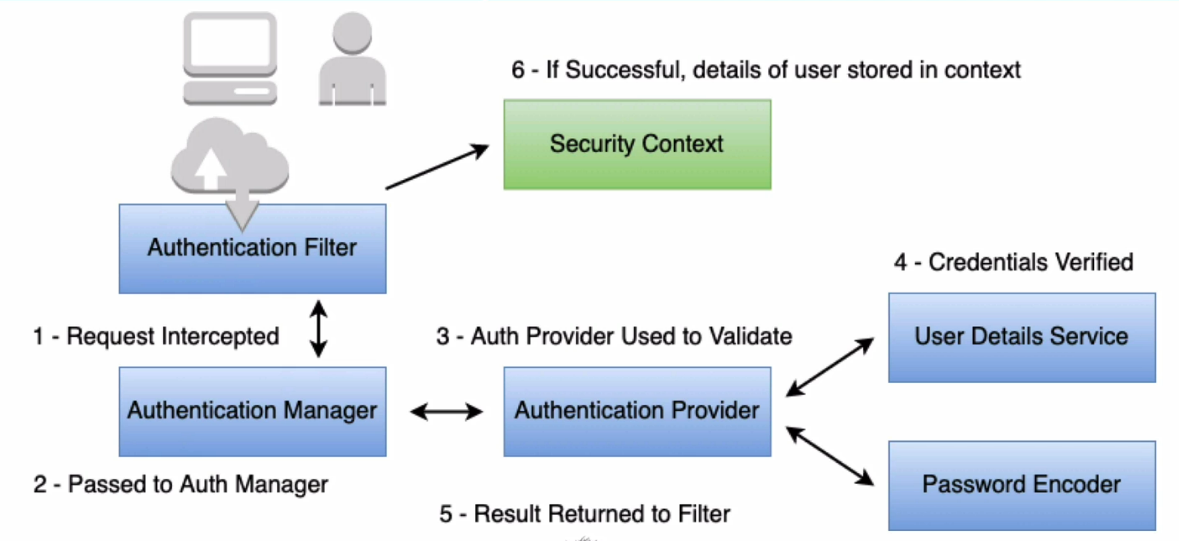 6 - If Successful, details of user stored in context
Security Context
Authentication Filter
4 - Credentials Verified
1 - Request Intercepted
3 - Auth Provider Used to Validate
User Details Service
Authentication Manager
Authentication Provider
2 - Passed to Auth Manager
Password Encoder
5 - Result Returned to Filter